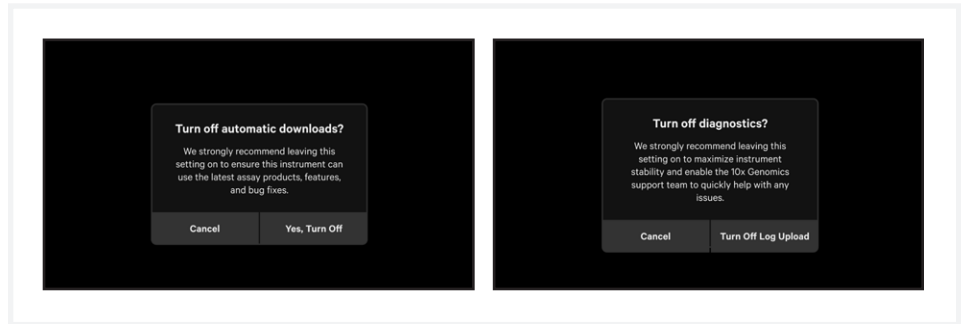 Turn off automatic downloads?
We strongly recommend leaving this
setting on to ensure this instrument can
use the latest assay products, features,
and bug fixes.
Cancel
Yes, Turn Off
Turn off diagnostics?
We strongly recommend leaving this
setting on to maximize instrument
stability and enable the 10x Genomics
support team to quickly help with any
issues.
Cancel
Turn Off Log Upload